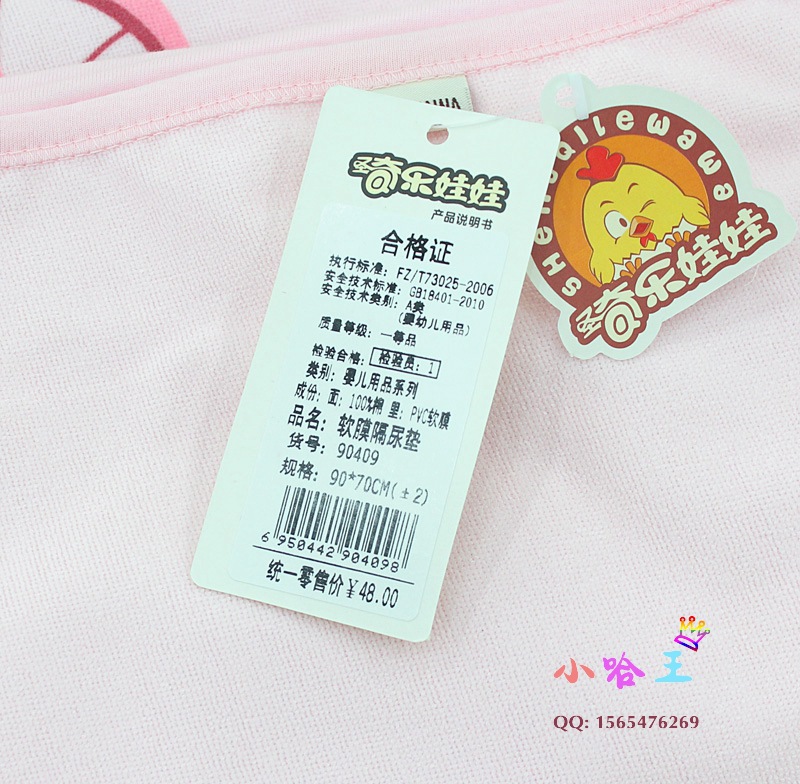 圣奇乐娃娃
产品说明书
合格证
执行标准: FZ/T73025-2006
安全技术标准: GB18401-2010
安全技术类别: A类
(婴幼儿用品)
质量等级: 一等品
检验合格: 检验员: 1
类别: 婴儿用品系列
成份: 面: 100%棉 塑: PVC软膜
品名: 软膜隔尿垫
货号: 90409
规格: 90*70CM(±2)
6 950442 904098
统一零售价¥48.00
SHenQIleWaWa
圣奇乐娃娃
小哈王
QQ: 1565476269